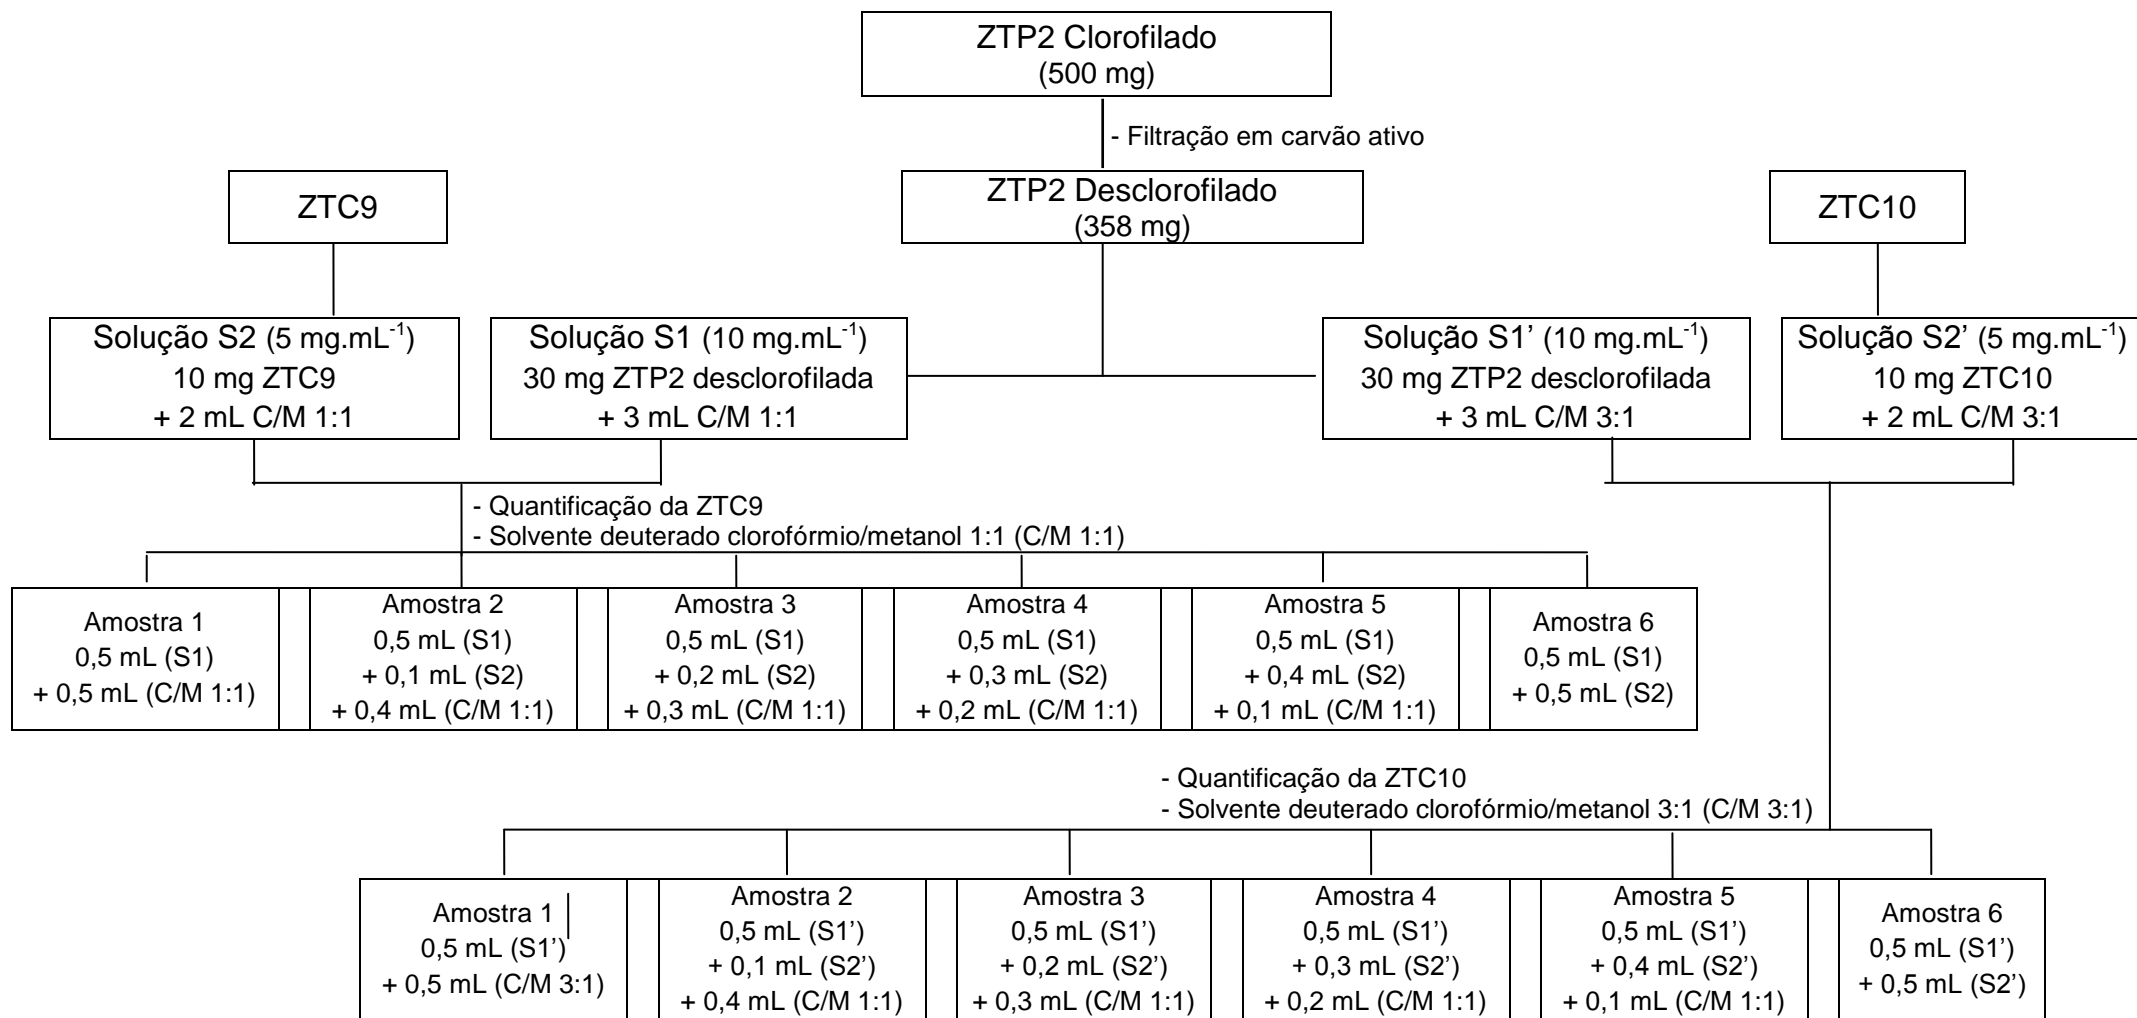 ZTP2 Clorofilado
(500 mg)
- Filtração em carvão ativo
ZTC9
ZTP2 Desclorofilado
(358 mg)
ZTC10
Solução S2 (5 mg.mL⁻¹)
10 mg ZTC9
+ 2 mL C/M 1:1
Solução S1 (10 mg.mL⁻¹)
30 mg ZTP2 desclorofilada
+ 3 mL C/M 1:1
Solução S1’ (10 mg.mL⁻¹)
30 mg ZTP2 desclorofilada
+ 3 mL C/M 3:1
Solução S2’ (5 mg.mL⁻¹)
10 mg ZTC10
+ 2 mL C/M 3:1
- Quantificação da ZTC9
- Solvente deuterado clorofórmio/metanol 1:1 (C/M 1:1)
Amostra 1
0,5 mL (S1)
+ 0,5 mL (C/M 1:1)
Amostra 2
0,5 mL (S1)
+ 0,1 mL (S2)
+ 0,4 mL (C/M 1:1)
Amostra 3
0,5 mL (S1)
+ 0,2 mL (S2)
+ 0,3 mL (C/M 1:1)
Amostra 4
0,5 mL (S1)
+ 0,3 mL (S2)
+ 0,2 mL (C/M 1:1)
Amostra 5
0,5 mL (S1)
+ 0,4 mL (S2)
+ 0,1 mL (C/M 1:1)
Amostra 6
0,5 mL (S1)
+ 0,5 mL (S2)
- Quantificação da ZTC10
- Solvente deuterado clorofórmio/metanol 3:1 (C/M 3:1)
Amostra 1
0,5 mL (S1’)
+ 0,5 mL (C/M 3:1)
Amostra 2
0,5 mL (S1’)
+ 0,1 mL (S2’)
+ 0,4 mL (C/M 1:1)
Amostra 3
0,5 mL (S1’)
+ 0,2 mL (S2’)
+ 0,3 mL (C/M 1:1)
Amostra 4
0,5 mL (S1’)
+ 0,3 mL (S2’)
+ 0,2 mL (C/M 1:1)
Amostra 5
0,5 mL (S1’)
+ 0,4 mL (S2’)
+ 0,1 mL (C/M 1:1)
Amostra 6
0,5 mL (S1’)
+ 0,5 mL (S2’)